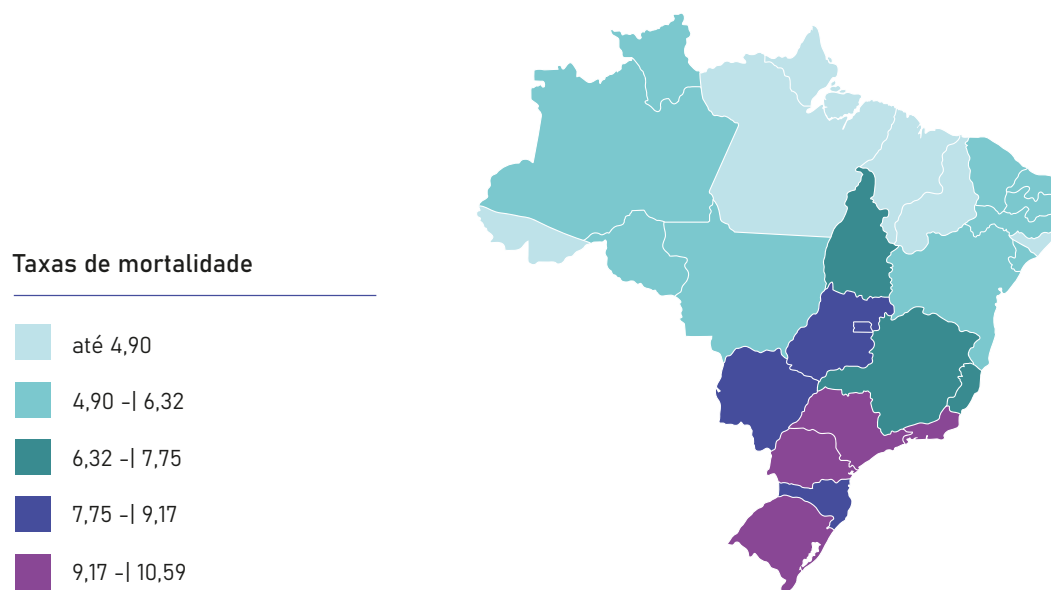 Taxas de mortalidade
até 4,90
4,90 -| 6,32
6,32 -| 7,75
7,75 -| 9,17
9,17 -| 10,59